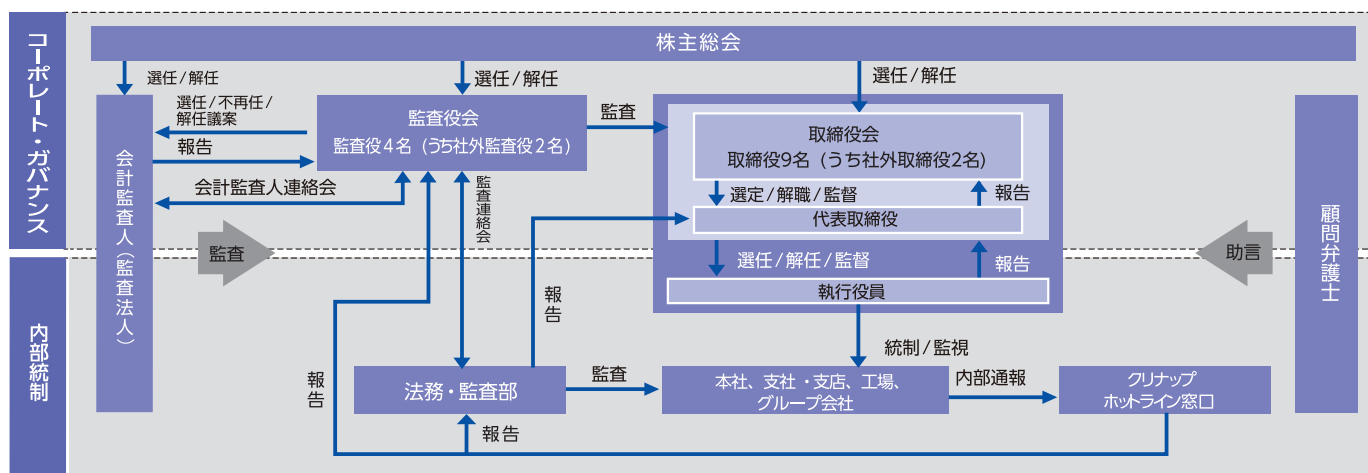 コーポレート・ガバナンス
株主総会
選任/解任
選任/解任
選任/解任
選任/不再任/
解任議案
報告
会計監査人連絡会
会計監査人(監査法人)
監査役会
監査役4名(うち社外監査役2名)
監査
取締役会
取締役9名(うち社外取締役2名)
選定/解職/監督
報告
代表取締役
監査連絡会
監査
選任/解任/監督
報告
執行役員
助言
顧問弁護士
内部統制
報告
報告
統制/監視
法務・監査部
監査
本社、支社・支店、工場、
グループ会社
内部通報
クリナップ
ホットライン窓口
報告